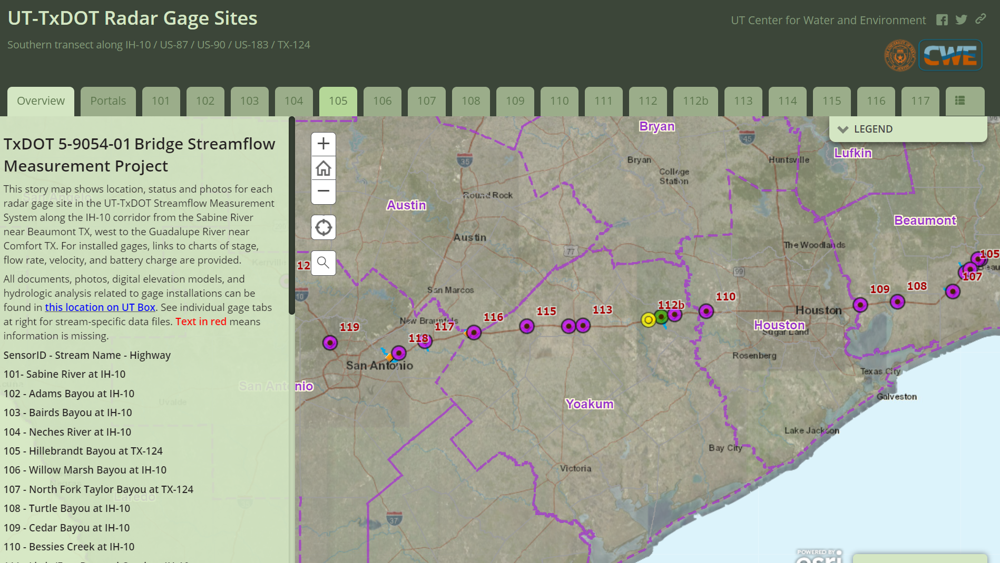 UT-TxDOT Radar Gage Sites
UT Center for Water and Environment
Southern transect along IH-10 / US-87 / US-90 / US-183 / TX-124
CWE
Overview
Portals
101
102
103
104
105
106
107
108
109
110
111
112
112b
113
114
115
116
117
TxDOT 5-9054-01 Bridge Streamflow
Measurement Project
This story map shows location, status and photos for each
radar gage site in the UT-TxDOT Streamflow Measurement
System along the IH-10 corridor from the Sabine River
near Beaumont TX, west to the Guadalupe River near
Comfort TX. For installed gages, links to charts of stage,
flow rate, velocity, and battery charge are provided.
All documents, photos, digital elevation models, and
hydrologic analysis related to gage installations can be
found in this location on UT Box. See individual gage tabs
at right for stream-specific data files. Text in red means
information is missing.
SensorID - Stream Name - Highway
101- Sabine River at IH-10
102 - Adams Bayou at IH-10
103 - Bairds Bayou at IH-10
104 - Neches River at IH-10
105 - Hillebrandt Bayou at TX-124
106 - Willow Marsh Bayou at IH-10
107 - North Fork Taylor Bayou at TX-124
108 - Turtle Bayou at IH-10
109 - Cedar Bayou at IH-10
110 - Bessies Creek at IH-10
LEGEND
Bryan
45
Lufkin
35
Bryan
Huntsville
College
Station
Round Rock
Austin
Beaumont
Austin
77
The Woodlands
105
Kerrville
12
99
107
10
San Marcos
109
108
110
112b
113
115
116
New Braunfels
117
119
118
Houston
Houston
Sugar Land
Rosenberg
San Antonio
Texas City
San Antonio
Galveston
Uvalde
Yoakum
Lake Jackson
Bay City
Victoria
Laredo
37
San Angelo
POWERED BY
esri